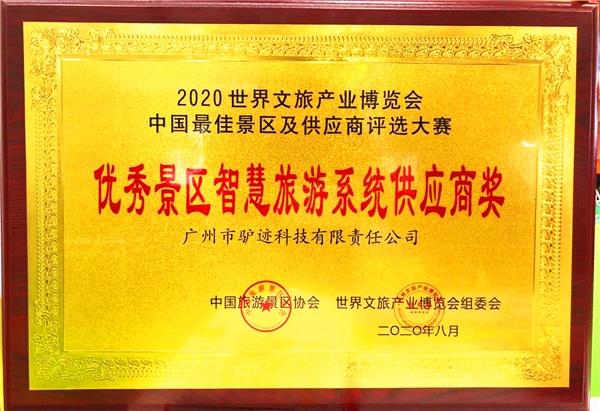 2020世界文旅产业博览会
中国最佳景区及供应商评选大赛
优秀景区智慧旅游系统供应商奖
广州市驴迹科技有限责任公司
中国旅游景区协会 世界文旅产业博览会组委会
二〇二〇年八月